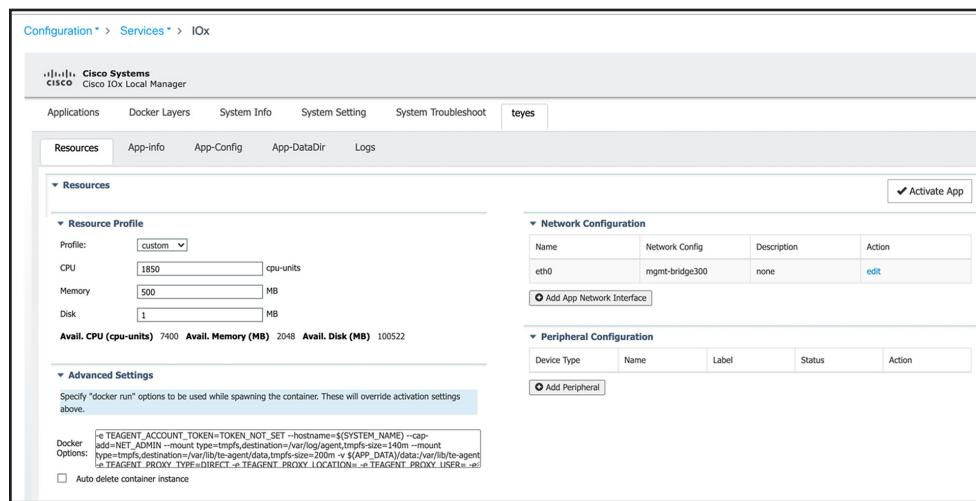 Configuration > Services > IOx
Cisco Systems
CISCO Cisco IOx Local Manager
Applications Docker Layers System Info System Setting System Troubleshoot teyes
Resources App-info App-Config App-DataDir Logs
Resources
Activate App
Resource Profile
Profile: custom
CPU 1850 cpu-units
Memory 500 MB
Disk 1 MB
Avail. CPU (cpu-units) 7400 Avail. Memory (MB) 2048 Avail. Disk (MB) 100522
Advanced Settings
Specify "docker run" options to be used while spawning the container. These will override activation settings
above.
Docker
Options:
-e TEAGENT_ACCOUNT_TOKEN=TOKEN_NOT_SET --hostname=$(SYSTEM_NAME) --cap-
add=NET_ADMIN --mount type=tmpfs,destination=/var/log/agent,tmpfs-size=140m --mount
type=tmpfs,destination=/var/lib/te-agent/data,tmpfs-size=200m -v $(APP_DATA)/data:/var/lib/te-agent
-e TEAGENT_PROXY_TYPE=DIRECT -e TEAGENT_PROXY_LOCATION= -e TEAGENT_PROXY_USER= -e
Auto delete container instance
Network Configuration
Name Network Config Description Action
eth0 mgmt-bridge300 none edit
Add App Network Interface
Peripheral Configuration
Device Type Name Label Status Action
Add Peripheral